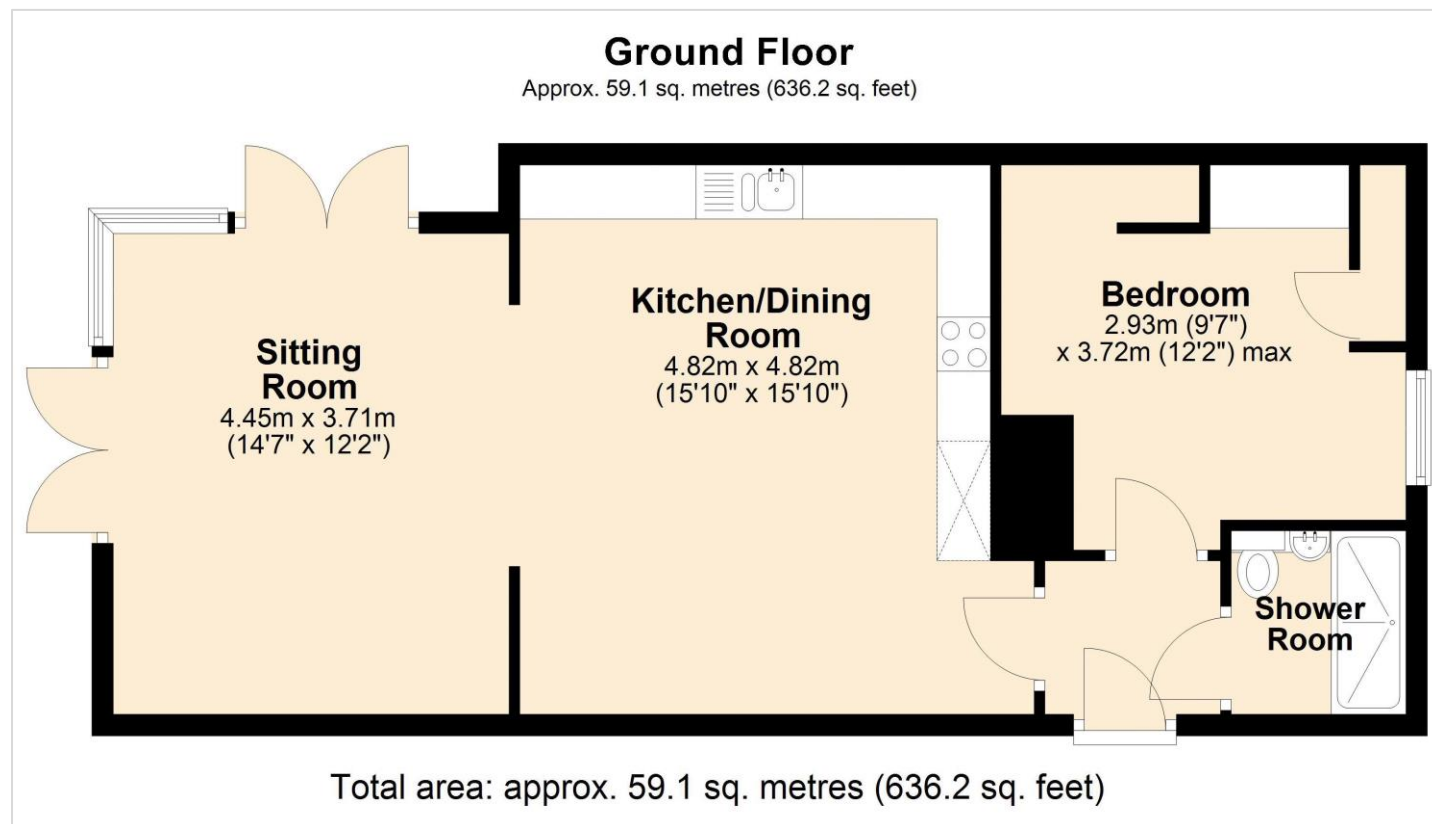 Ground Floor
Approx. 59.1 sq. metres (636.2 sq. feet)
Sitting
Room
4.45m x 3.71m
(14'7" x 12'2")
Kitchen/Dining
Room
4.82m x 4.82m
(15'10" x 15'10")
Bedroom
2.93m (9'7")
x 3.72m (12'2") max
Shower
Room
Total area: approx. 59.1 sq. metres (636.2 sq. feet)